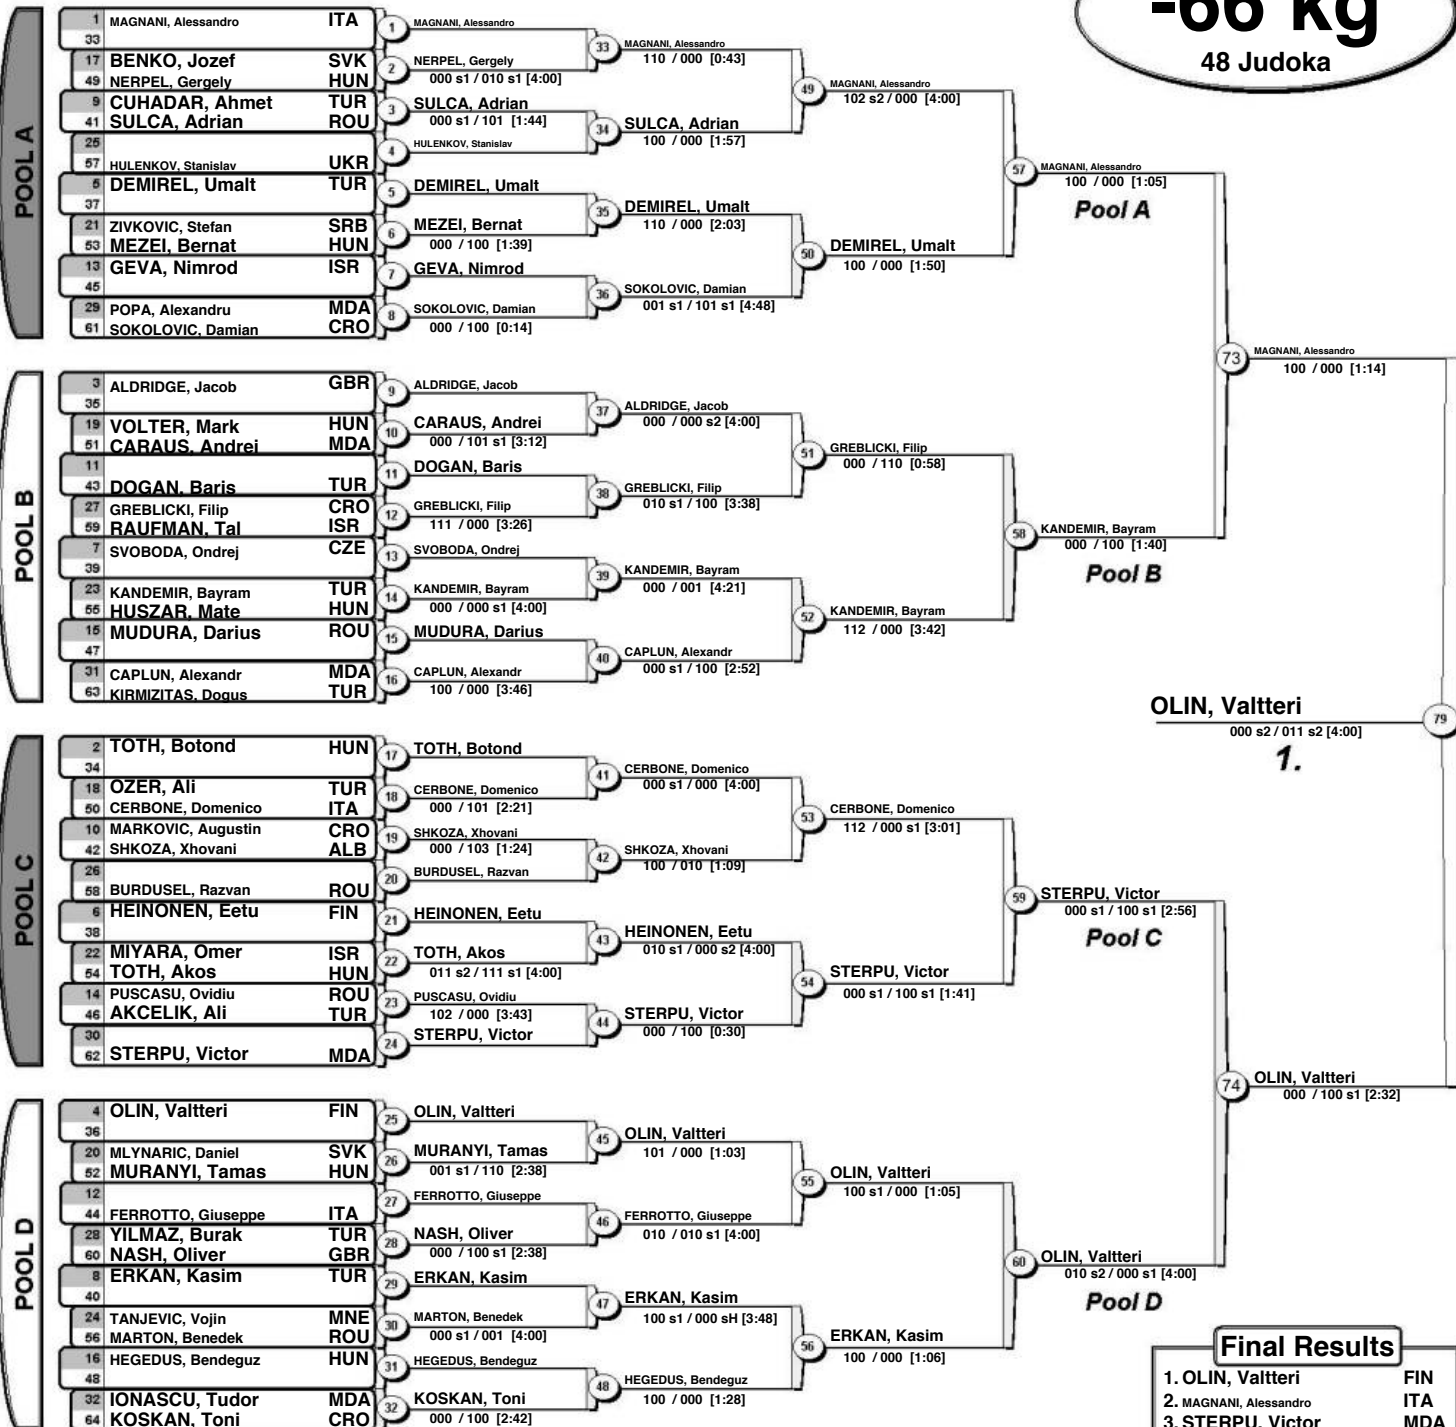 -66 kg
48 Judoka
POOL A
1 MAGNANI, Alessandro ITA
33
17 BENKO, Jozef SVK
49 NERPEL, Gergely HUN
9 CUHADAR, Ahmet TUR
41 SULCA, Adrian ROU
25
57 HULENKOV, Stanislav UKR
5 DEMIREL, Umalt TUR
37
21 ZIVKOVIC, Stefan SRB
53 MEZEI, Bernat HUN
13 GEVA, Nimrod ISR
45
29 POPA, Alexandru MDA
61 SOKOLOVIC, Damian CRO
1 MAGNANI, Alessandro
2 NERPEL, Gergely
000 s1 / 010 s1 [4:00]
3 SULCA, Adrian
000 s1 / 101 [1:44]
4 HULENKOV, Stanislav
5 DEMIREL, Umalt
6 MEZEI, Bernat
000 / 100 [1:39]
7 GEVA, Nimrod
8 SOKOLOVIC, Damian
000 / 100 [0:14]
33 MAGNANI, Alessandro
110 / 000 [0:43]
34 SULCA, Adrian
100 / 000 [1:57]
35 DEMIREL, Umalt
110 / 000 [2:03]
36 SOKOLOVIC, Damian
001 s1 / 101 s1 [4:48]
49 MAGNANI, Alessandro
102 s2 / 000 [4:00]
50 DEMIREL, Umalt
100 / 000 [1:50]
57 MAGNANI, Alessandro
100 / 000 [1:05]
Pool A
POOL B
3 ALDRIDGE, Jacob GBR
35
19 VOLTER, Mark HUN
51 CARAUS, Andrei MDA
11
43 DOGAN, Baris TUR
27 GREBLICKI, Filip CRO
59 RAUFMAN, Tal ISR
7 SVOBODA, Ondrej CZE
39
23 KANDEMIR, Bayram TUR
55 HUSZAR, Mate HUN
15 MUDURA, Darius ROU
47
31 CAPLUN, Alexandr MDA
63 KIRMIZITAS, Dogus TUR
9 ALDRIDGE, Jacob
10 CARAUS, Andrei
000 / 101 s1 [3:12]
11 DOGAN, Baris
12 GREBLICKI, Filip
111 / 000 [3:26]
13 SVOBODA, Ondrej
14 KANDEMIR, Bayram
000 / 000 s1 [4:00]
15 MUDURA, Darius
16 CAPLUN, Alexandr
100 / 000 [3:46]
37 ALDRIDGE, Jacob
000 / 000 s2 [4:00]
38 GREBLICKI, Filip
010 s1 / 100 [3:38]
39 KANDEMIR, Bayram
000 / 001 [4:21]
40 CAPLUN, Alexandr
000 s1 / 100 [2:52]
51 GREBLICKI, Filip
000 / 110 [0:58]
52 KANDEMIR, Bayram
112 / 000 [3:42]
58 KANDEMIR, Bayram
000 / 100 [1:40]
Pool B
73 MAGNANI, Alessandro
100 / 000 [1:14]
OLIN, Valtteri 79
000 s2 / 011 s2 [4:00]
1.
POOL C
2 TOTH, Botond HUN
34
18 OZER, Ali TUR
50 CERBONE, Domenico ITA
10 MARKOVIC, Augustin CRO
42 SHKOZA, Xhovani ALB
26
58 BURDUSEL, Razvan ROU
6 HEINONEN, Eetu FIN
38
22 MIYARA, Omer ISR
54 TOTH, Akos HUN
14 PUSCASU, Ovidiu ROU
46 AKCELIK, Ali TUR
30
62 STERPU, Victor MDA
17 TOTH, Botond
18 CERBONE, Domenico
000 / 101 [2:21]
19 SHKOZA, Xhovani
000 / 103 [1:24]
20 BURDUSEL, Razvan
21 HEINONEN, Eetu
22 TOTH, Akos
011 s2 / 111 s1 [4:00]
23 PUSCASU, Ovidiu
102 / 000 [3:43]
24 STERPU, Victor
41 CERBONE, Domenico
000 s1 / 000 [4:00]
42 SHKOZA, Xhovani
100 / 010 [1:09]
43 HEINONEN, Eetu
010 s1 / 000 s2 [4:00]
44 STERPU, Victor
000 / 100 [0:30]
53 CERBONE, Domenico
112 / 000 s1 [3:01]
54 STERPU, Victor
000 s1 / 100 s1 [1:41]
59 STERPU, Victor
000 s1 / 100 s1 [2:56]
Pool C
POOL D
4 OLIN, Valtteri FIN
36
20 MLYNARIC, Daniel SVK
52 MURANYI, Tamas HUN
12
44 FERROTTO, Giuseppe ITA
28 YILMAZ, Burak TUR
60 NASH, Oliver GBR
8 ERKAN, Kasim TUR
40
24 TANJEVIC, Vojin MNE
56 MARTON, Benedek ROU
16 HEGEDUS, Bendeguz HUN
48
32 IONASCU, Tudor MDA
64 KOSKAN, Toni CRO
25 OLIN, Valtteri
26 MURANYI, Tamas
001 s1 / 110 [2:38]
27 FERROTTO, Giuseppe
28 NASH, Oliver
000 / 100 s1 [2:38]
29 ERKAN, Kasim
30 MARTON, Benedek
000 s1 / 001 [4:00]
31 HEGEDUS, Bendeguz
32 KOSKAN, Toni
000 / 100 [2:42]
45 OLIN, Valtteri
101 / 000 [1:03]
46 FERROTTO, Giuseppe
010 / 010 s1 [4:00]
47 ERKAN, Kasim
100 s1 / 000 sH [3:48]
48 HEGEDUS, Bendeguz
100 / 000 [1:28]
55 OLIN, Valtteri
100 s1 / 000 [1:05]
56 ERKAN, Kasim
100 / 000 [1:06]
60 OLIN, Valtteri
010 s2 / 000 s1 [4:00]
Pool D
74 OLIN, Valtteri
000 / 100 s1 [2:32]
Final Results
1. OLIN, Valtteri FIN
2. MAGNANI, Alessandro ITA
3. STERPU, Victor MDA